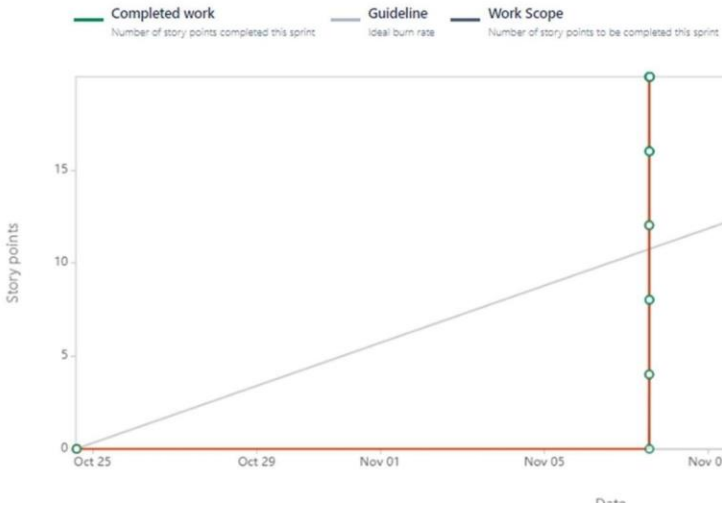 Completed work
Number of story points completed this sprint
Guideline
Ideal burn rate
Work Scope
Number of story points to be completed this sprint
Story points
15
10
5
0
Oct 25
Oct 29
Nov 01
Nov 05
Nov 0